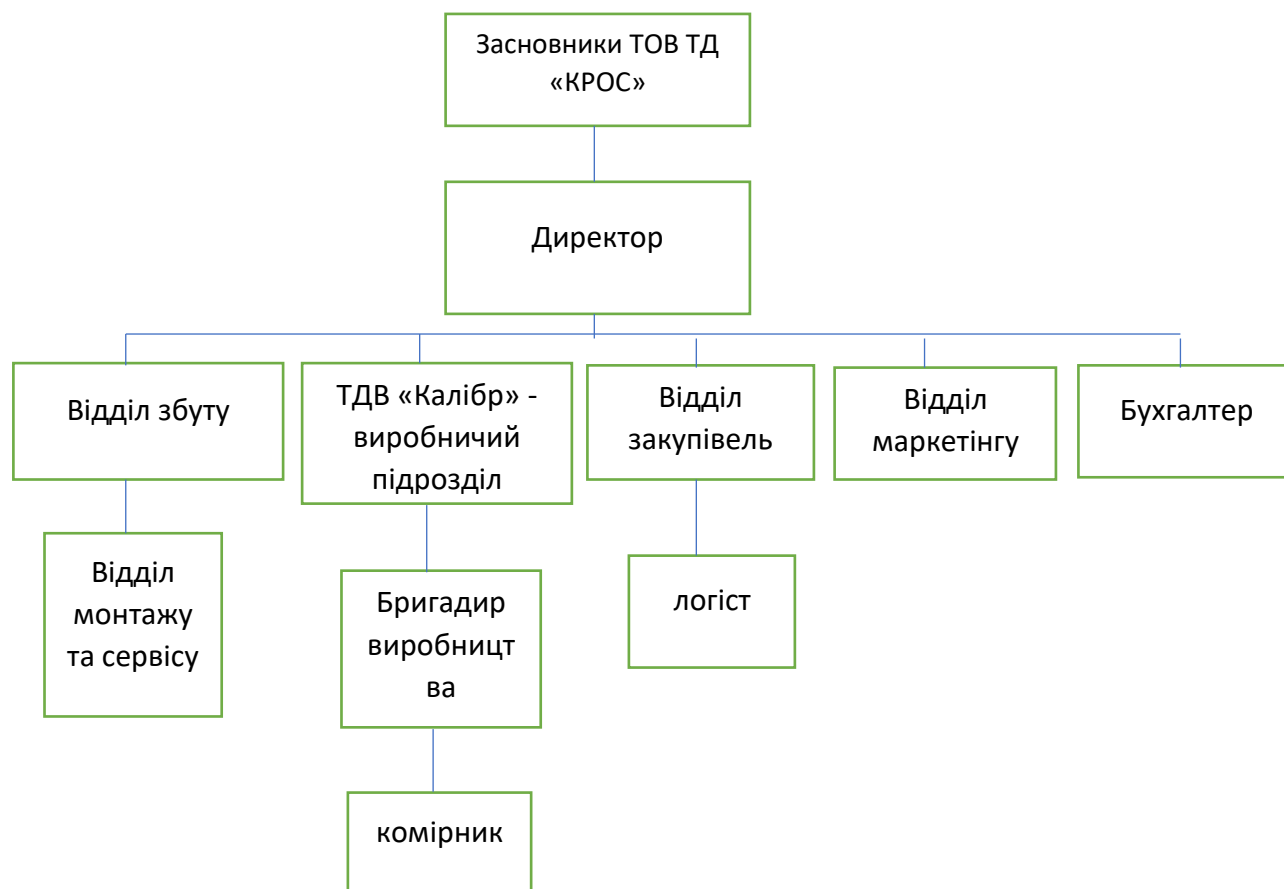 Засновники ТОВ ТД
«КРОС»
Директор
Відділ збуту
ТДВ «Калібр» -
виробничий
підрозділ
Відділ
закупівель
Відділ
маркетингу
Бухгалтер
Відділ
монтажу
та сервісу
Бригадир
виробницт
ва
логіст
комірник